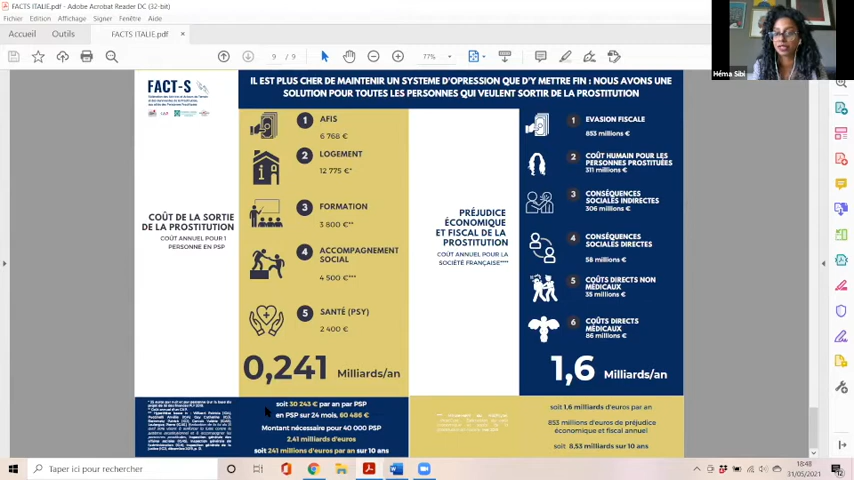 FACTS ITALIE.pdf - Adobe Acrobat Reader DC (32-bit)
Fichier Edition Affichage Signer Fenêtre Aide
Accueil Outils FACTS ITALIE.pdf ×
9 / 9 77%
Héma Sibi
FACT-S
IL EST PLUS CHER DE MAINTENIR UN SYSTEME D'OPRESSION QUE D'Y METTRE FIN : NOUS AVONS UNE
SOLUTION POUR TOUTES LES PERSONNES QUI VEULENT SORTIR DE LA PROSTITUTION
COÛT DE LA SORTIE
DE LA PROSTITUTION
COÛT ANNUEL POUR 1
PERSONNE EN PSP
1 AFIS
6 768 €
2 LOGEMENT
12 775 €*
3 FORMATION
3 800 €**
4 ACCOMPAGNEMENT
SOCIAL
4 500 €***
5 SANTÉ (PSY)
2 400 €
0,241 Milliards/an
soit 30 243 € par an par PSP
en PSP sur 24 mois, 60 486 €
Montant nécessaire pour 40 000 PSP
2.41 milliards d'euros
soit 241 millions d'euros par an sur 10 ans
PRÉJUDICE
ÉCONOMIQUE
ET FISCAL DE LA
PROSTITUTION
COÛT ANNUEL POUR LA
SOCIÉTÉ FRANÇAISE****
1 EVASION FISCALE
853 millions €
2 COÛT HUMAIN POUR LES
PERSONNES PROSTITUÉES
311 millions €
3 CONSÉQUENCES
SOCIALES INDIRECTES
306 millions €
4 CONSÉQUENCES
SOCIALES DIRECTES
58 millions €
5 COÛTS DIRECTS NON
MÉDICAUX
35 millions €
6 COÛTS DIRECTS
MÉDICAUX
86 millions €
1,6 Milliards/an
soit 1,6 milliards d'euros par an
853 millions d'euros de préjudice
économique et fiscal annuel
soit 8,53 milliards sur 10 ans
Taper ici pour rechercher
18:48
31/05/2021